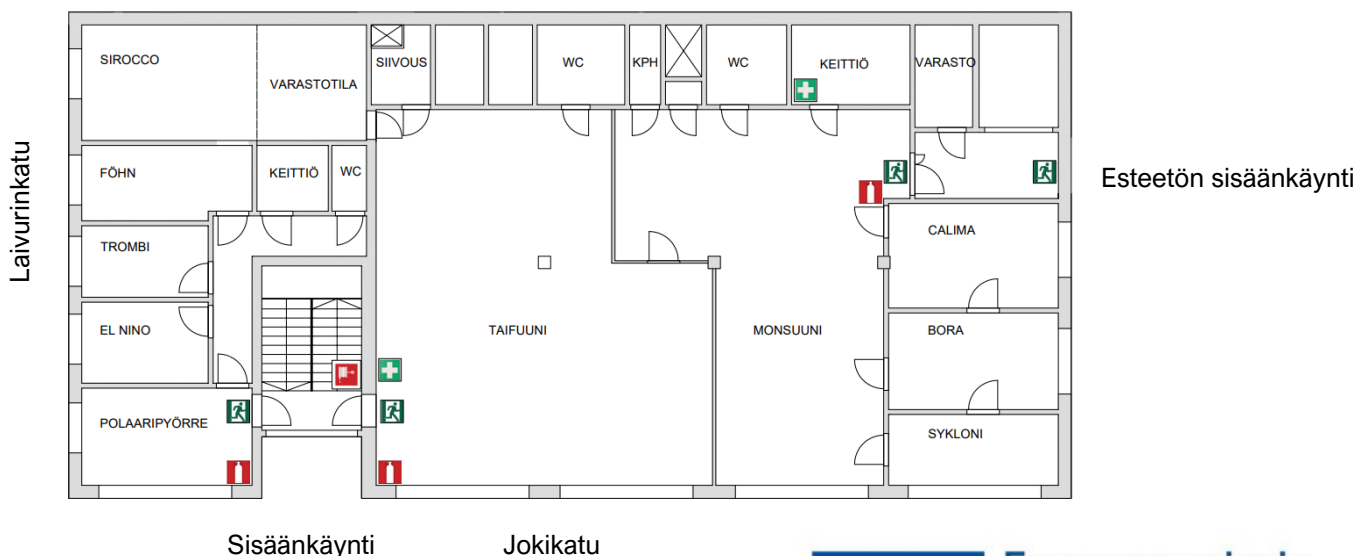 SIROCCO
VARASTOTILA
SIIVOUS
WC
KPH
WC
KEITTIÖ
VARASTO
Laivurinkatu
FÖHN
KEITTIÖ
WC
Esteetön sisäänkäynti
CALIMA
TROMBI
EL NINO
TAIFUUNI
MONSUUNI
BORA
POLAARIPYÖRRE
SYKLONI
Sisäänkäynti
Jokikatu